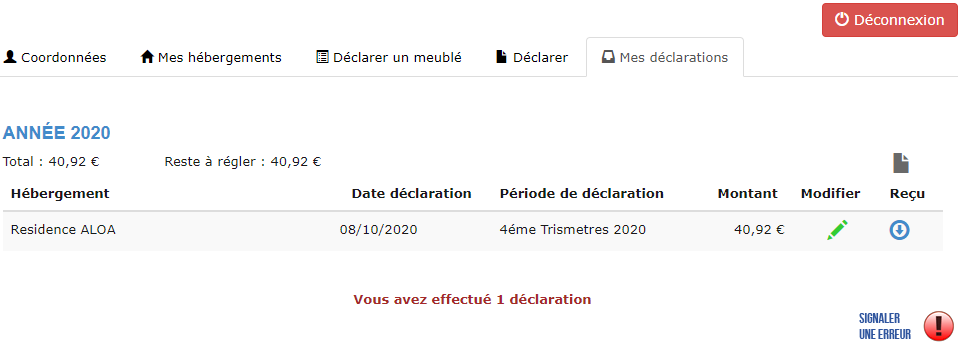 Déconnexion
Coordonnées Mes hébergements Déclarer un meublé Déclarer Mes déclarations
ANNÉE 2020
Total : 40,92 € Reste à régler : 40,92 €
Hébergement Date déclaration Période de déclaration Montant Modifier Reçu
Residence ALOA 08/10/2020 4éme Trismetres 2020 40,92 €
Vous avez effectué 1 déclaration
SIGNALER
UNE ERREUR